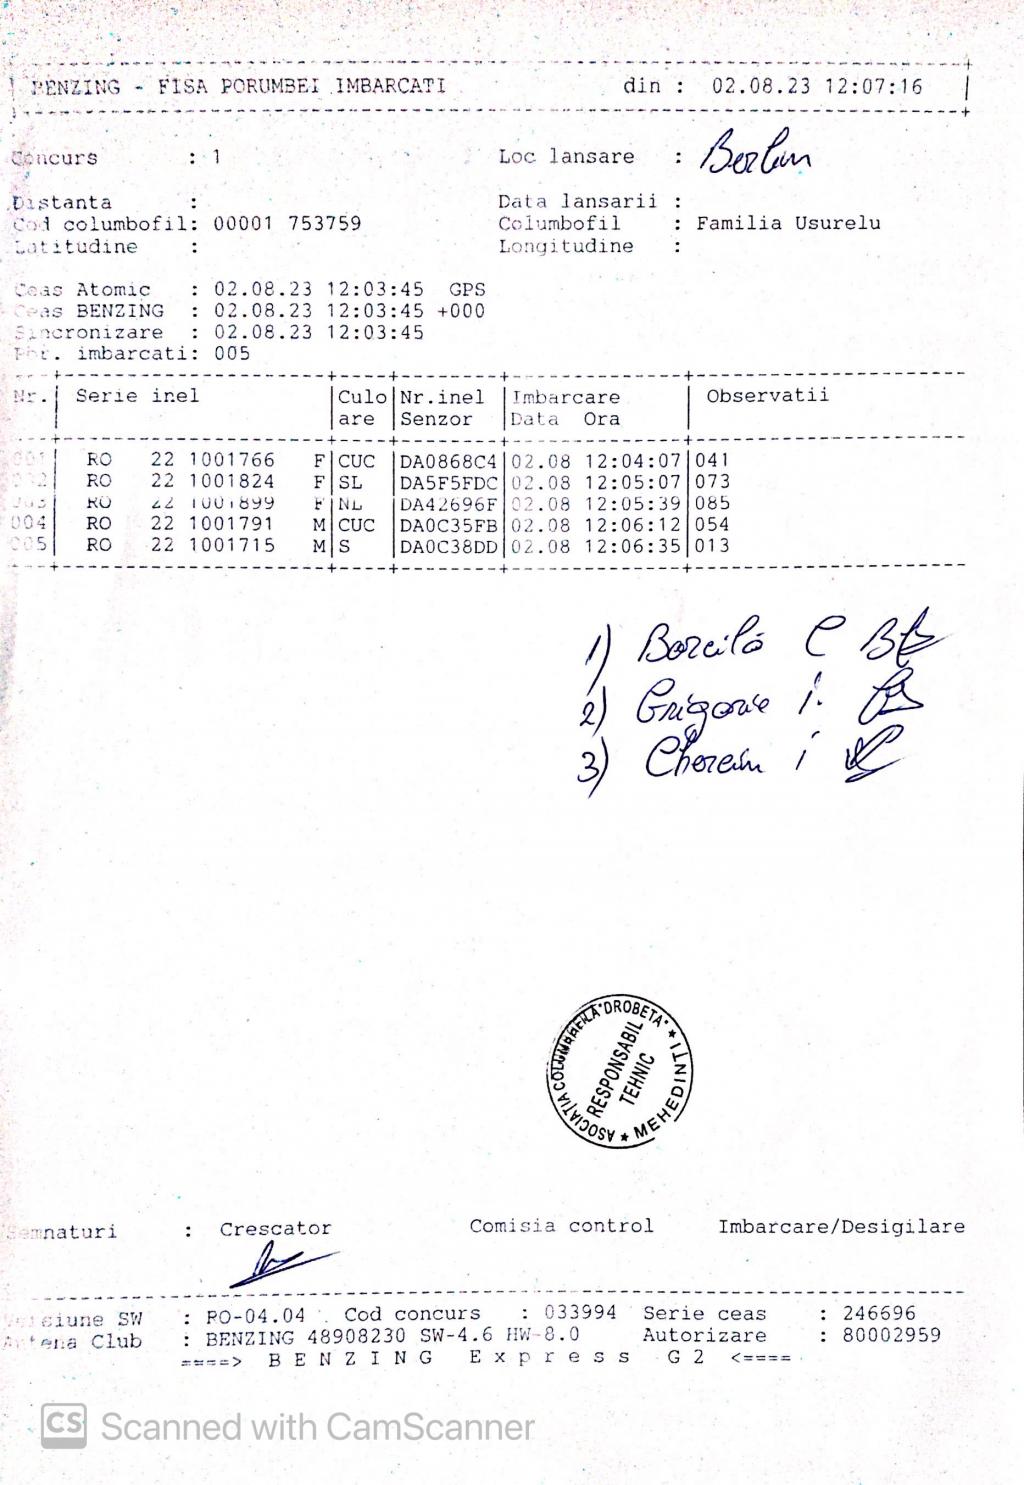 BENZING - FISA PORUMBEI IMBARCATI din : 02.08.23 12:07:16
Concurs : 1 Loc lansare : Berlin
Distanta : Data lansarii :
Cod columbofil: 00001 753759 Columbofil : Familia Usurelu
Latitudine : Longitudine :
Ceas Atomic : 02.08.23 12:03:45 GPS
Ceas BENZING : 02.08.23 12:03:45 +000
Sincronizare : 02.08.23 12:03:45
Por. imbarcati: 005
Nr. Serie inel Culo Nr.inel Imbarcare Observatii
are Senzor Data Ora
001 RO 22 1001766 F CUC DA0868C4 02.08 12:04:07 041
002 RO 22 1001824 F SL DA5F5FDC 02.08 12:05:07 073
003 RO 22 1001899 F NL DA42696F 02.08 12:05:39 085
004 RO 22 1001791 M CUC DA0C35FB 02.08 12:06:12 054
005 RO 22 1001715 M S DA0C38DD 02.08 12:06:35 013
1) Barcilă C
2) Grigorie i.
3) i
ASOCIAȚIA COLUMBOFILA "DROBETA" * MEHEDINȚI *
RESPONSABIL
TEHNIC
Semnaturi : Crescator Comisia control Imbarcare/Desigilare
Versiune SW : RO-04.04 Cod concurs : 033994 Serie ceas : 246696
Antena Club : BENZING 48908230 SW-4.6 HW-8.0 Autorizare : 80002959
====> B E N Z I N G E x p r e s s G 2 <====
CS Scanned with CamScanner